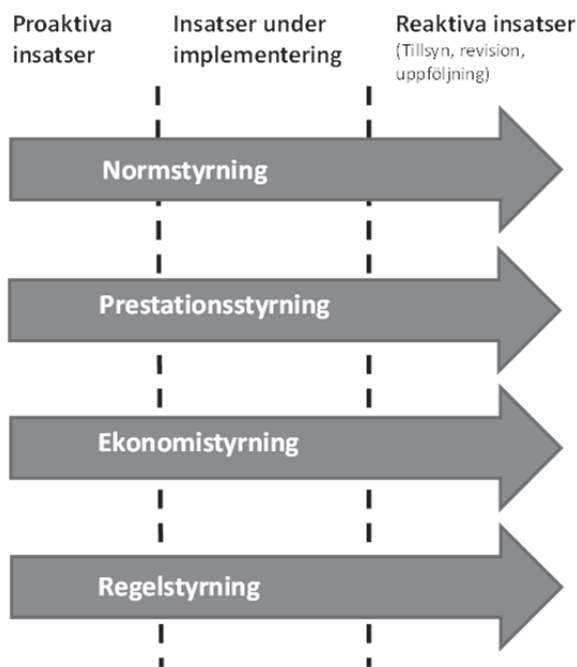 Proaktiva
insatser
Insatser under
implementering
Reaktiva insatser
(Tillsyn, revision,
uppföljning)
Normstyrning
Prestationsstyrning
Ekonomistyrning
Regelstyrning